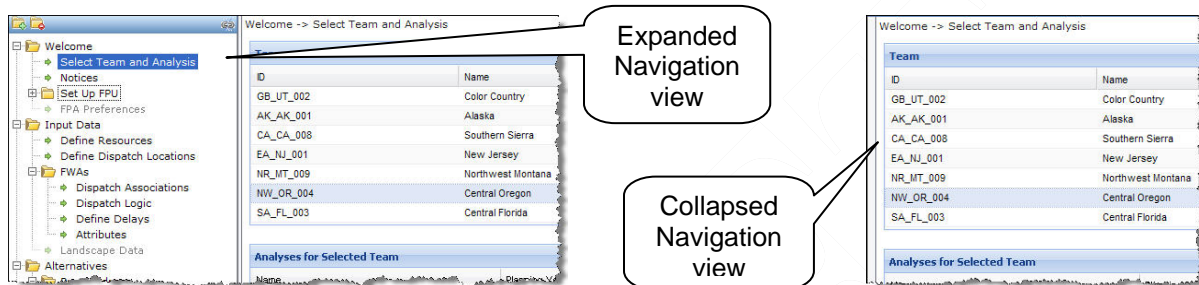 Welcome
Select Team and Analysis
Notices
Set Up FPU
FPA Preferences
Input Data
Define Resources
Define Dispatch Locations
FWAs
Dispatch Associations
Dispatch Logic
Define Delays
Attributes
Landscape Data
Alternatives
Welcome -> Select Team and Analysis
ID Name
GB_UT_002 Color Country
AK_AK_001 Alaska
CA_CA_008 Southern Sierra
EA_NJ_001 New Jersey
NR_MT_009 Northwest Montana
NW_OR_004 Central Oregon
SA_FL_003 Central Florida
Analyses for Selected Team
Name
Expanded
Navigation
view
Collapsed
Navigation
view
Welcome -> Select Team and Analysis
Team
ID Name
GB_UT_002 Color Country
AK_AK_001 Alaska
CA_CA_008 Southern Sierra
EA_NJ_001 New Jersey
NR_MT_009 Northwest Montana
NW_OR_004 Central Oregon
SA_FL_003 Central Florida
Analyses for Selected Team